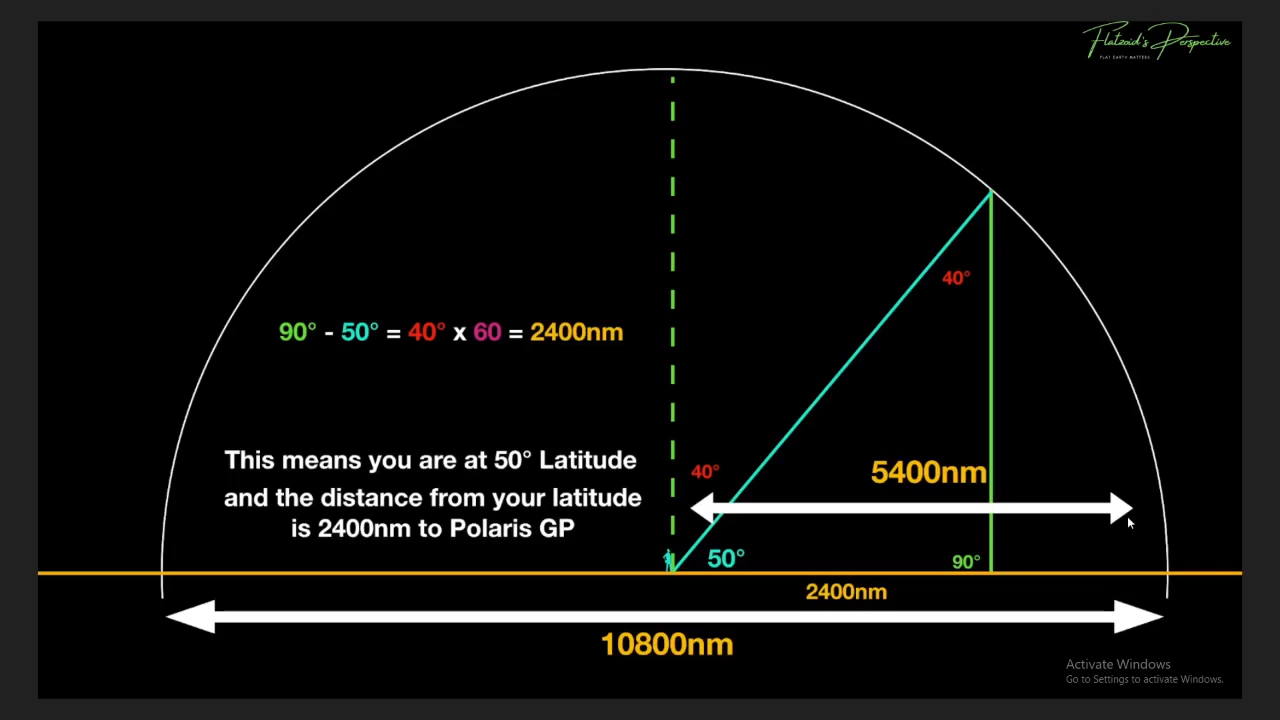 Flatzoid's Perspective
FLAT EARTH MATTERS
40°
90° - 50° = 40° x 60 = 2400nm
This means you are at 50° Latitude
and the distance from your latitude
is 2400nm to Polaris GP
40°
5400nm
50°
90°
2400nm
10800nm
Activate Windows
Go to Settings to activate Windows.